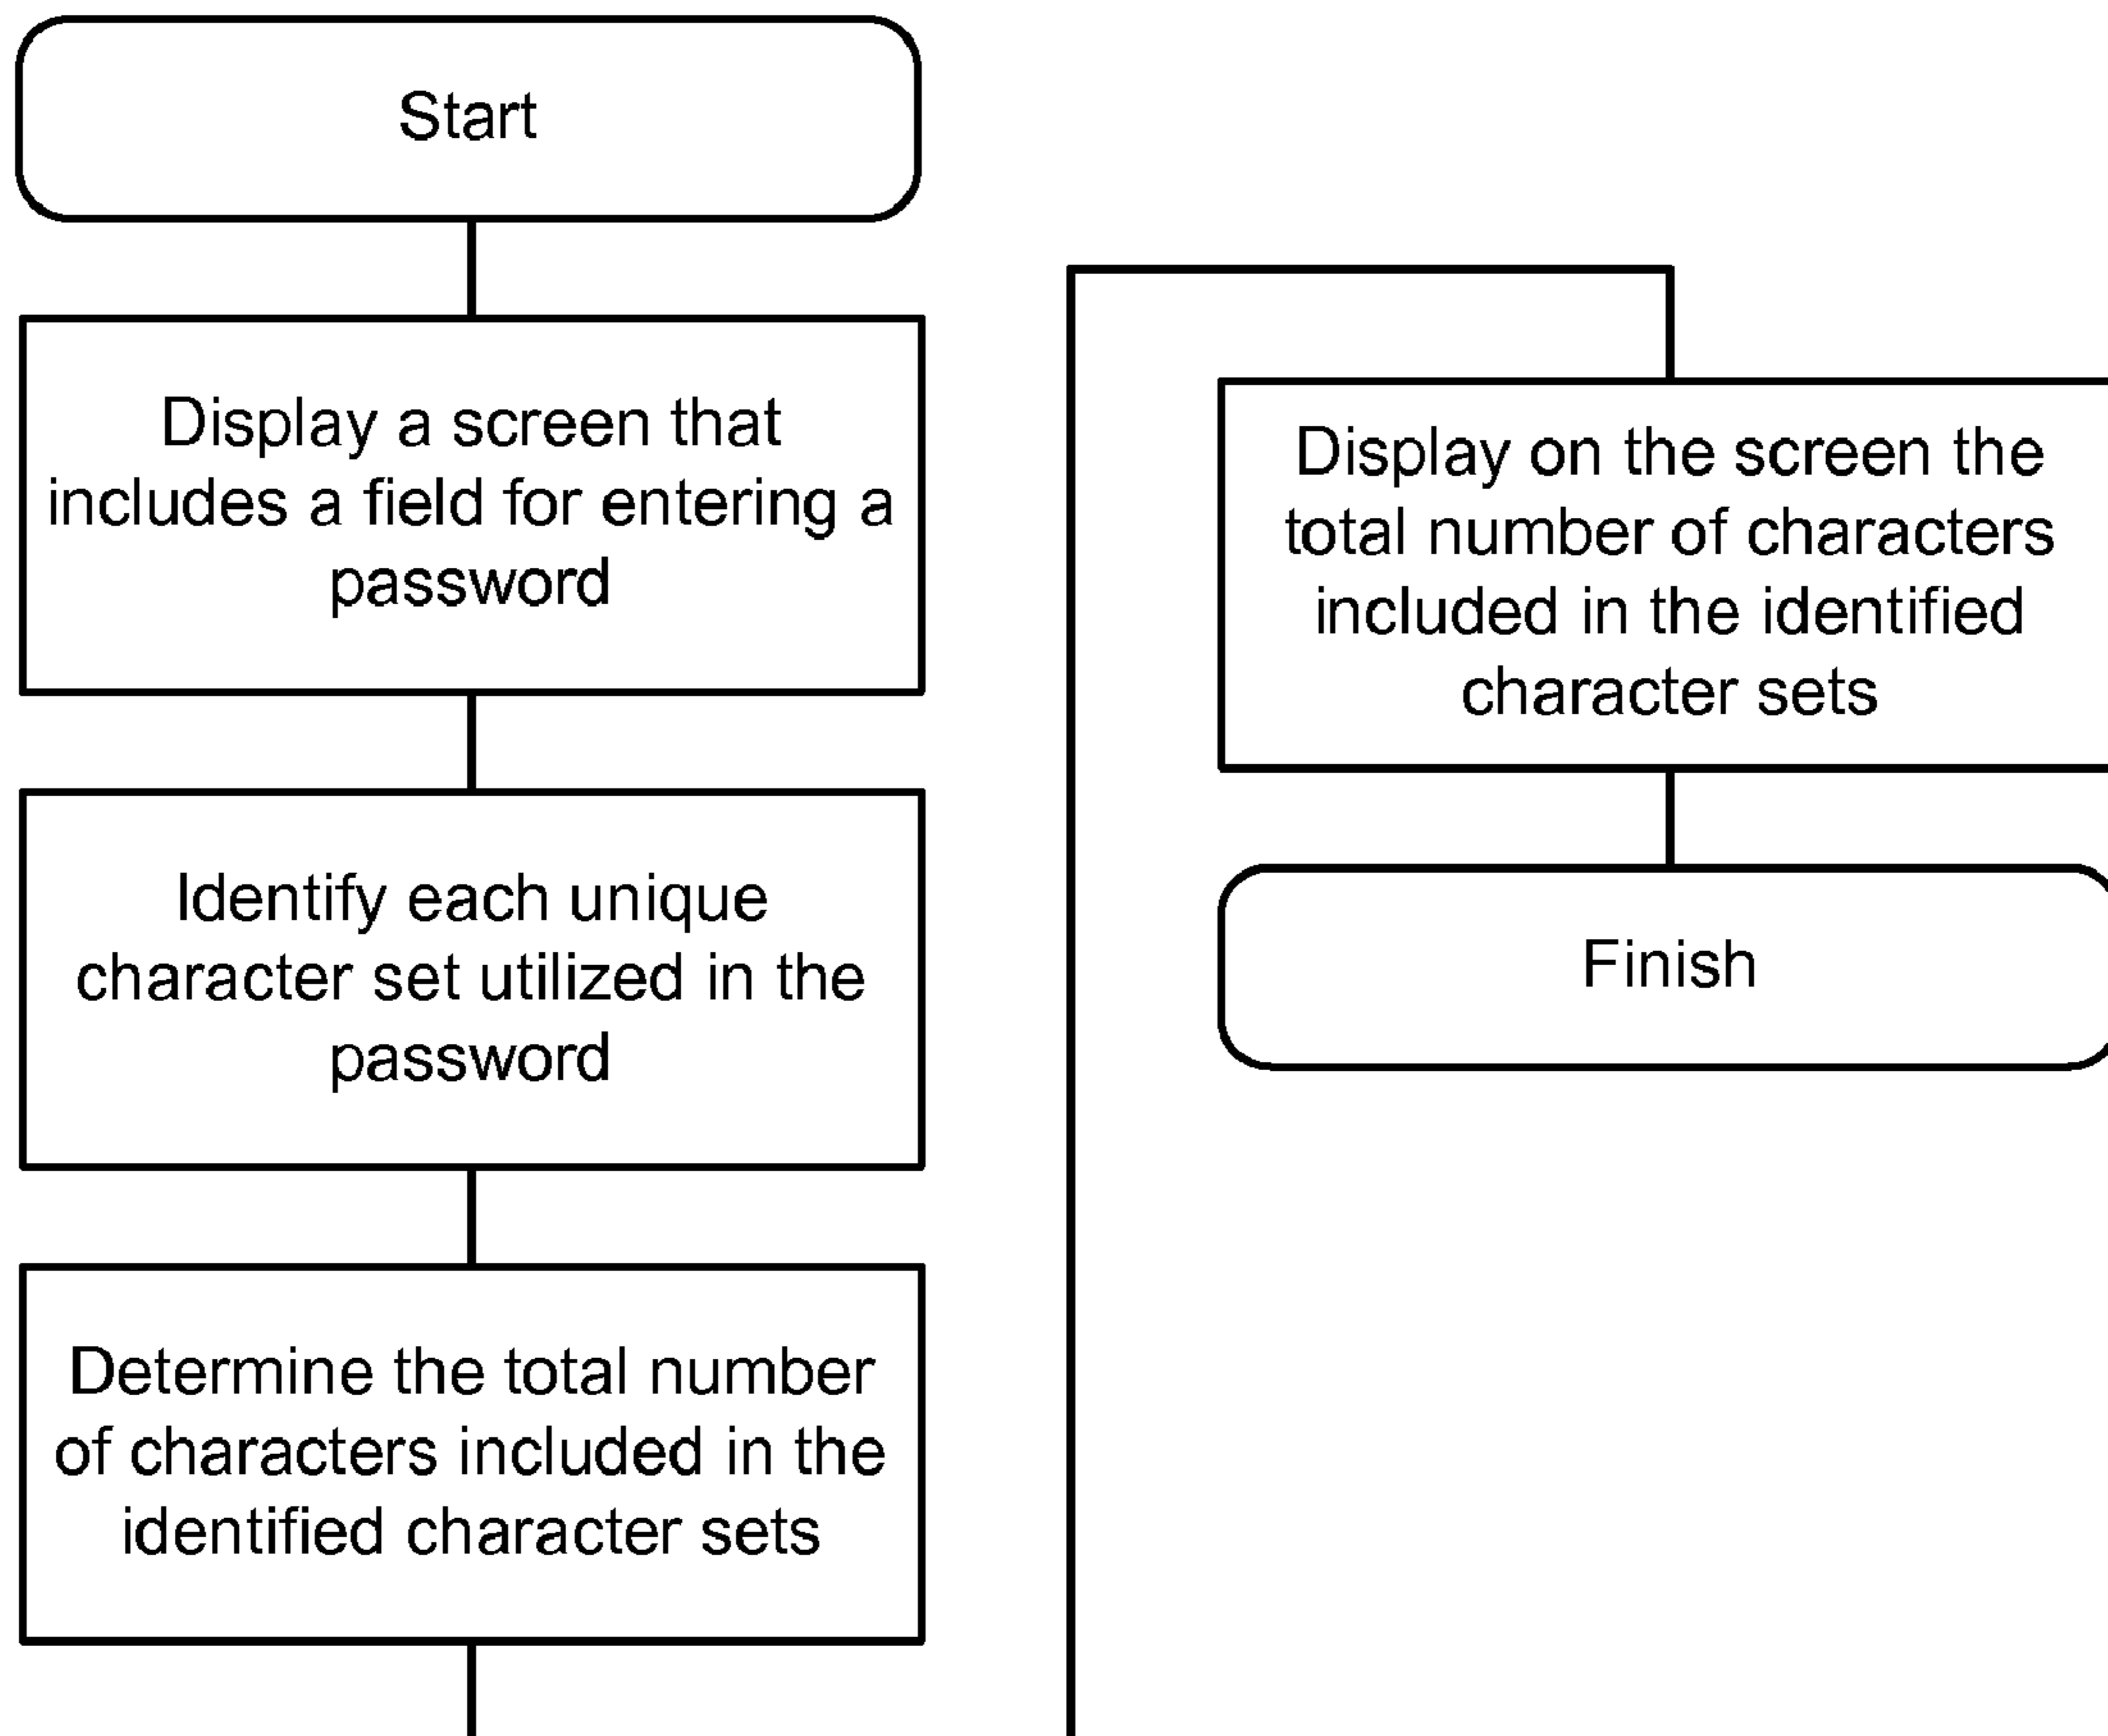 Start
Display a screen that
includes a field for entering a
password
Identify each unique
character set utilized in the
password
Determine the total number
of characters included in the
identified character sets
Display on the screen the
total number of characters
included in the identified
character sets
Finish